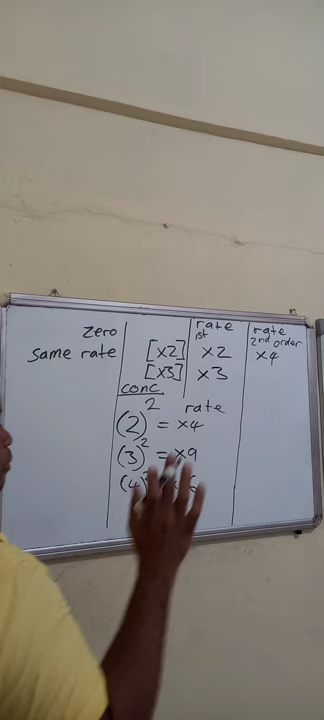 zero rate rate
1st 2nd order
same rate [x2] x2 x4
[x3] x3
conc
rate
(2)² = x4
(3)² = x9
(4)